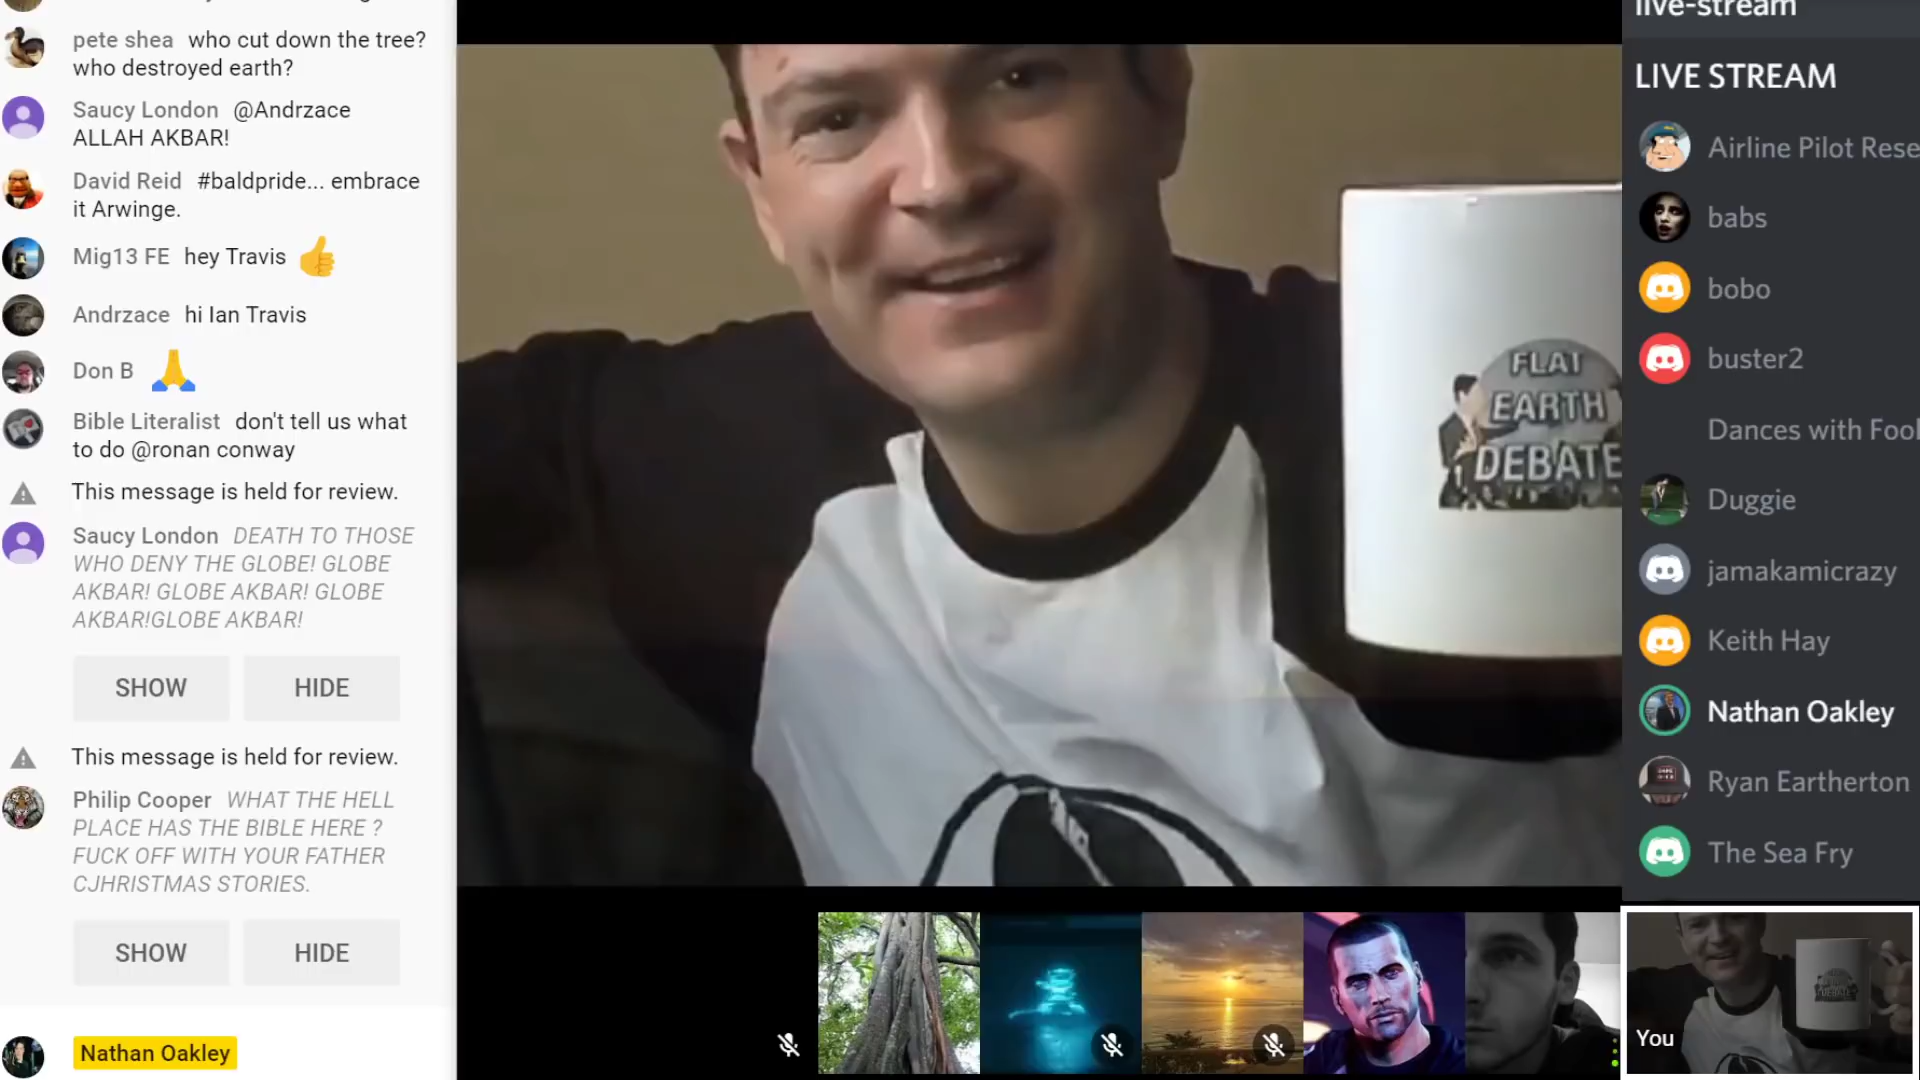 pete shea who cut down the tree?
who destroyed earth?
Saucy London @Andrzace
ALLAH AKBAR!
David Reid #baldpride... embrace
it Arwinge.
Mig13 FE hey Travis
Andrzace hi Ian Travis
Don B
Bible Literalist don't tell us what
to do @ronan conway
This message is held for review.
Saucy London DEATH TO THOSE
WHO DENY THE GLOBE! GLOBE
AKBAR! GLOBE AKBAR! GLOBE
AKBAR!GLOBE AKBAR!
SHOW HIDE
This message is held for review.
Philip Cooper WHAT THE HELL
PLACE HAS THE BIBLE HERE ?
FUCK OFF WITH YOUR FATHER
CJHRISTMAS STORIES.
SHOW HIDE
Nathan Oakley
FLAT
EARTH
DEBATE
live-stream
LIVE STREAM
Airline Pilot Rese
babs
bobo
buster2
Dances with Fool
Duggie
jamakamicrazy
Keith Hay
Nathan Oakley
Ryan Eartherton
The Sea Fry
You